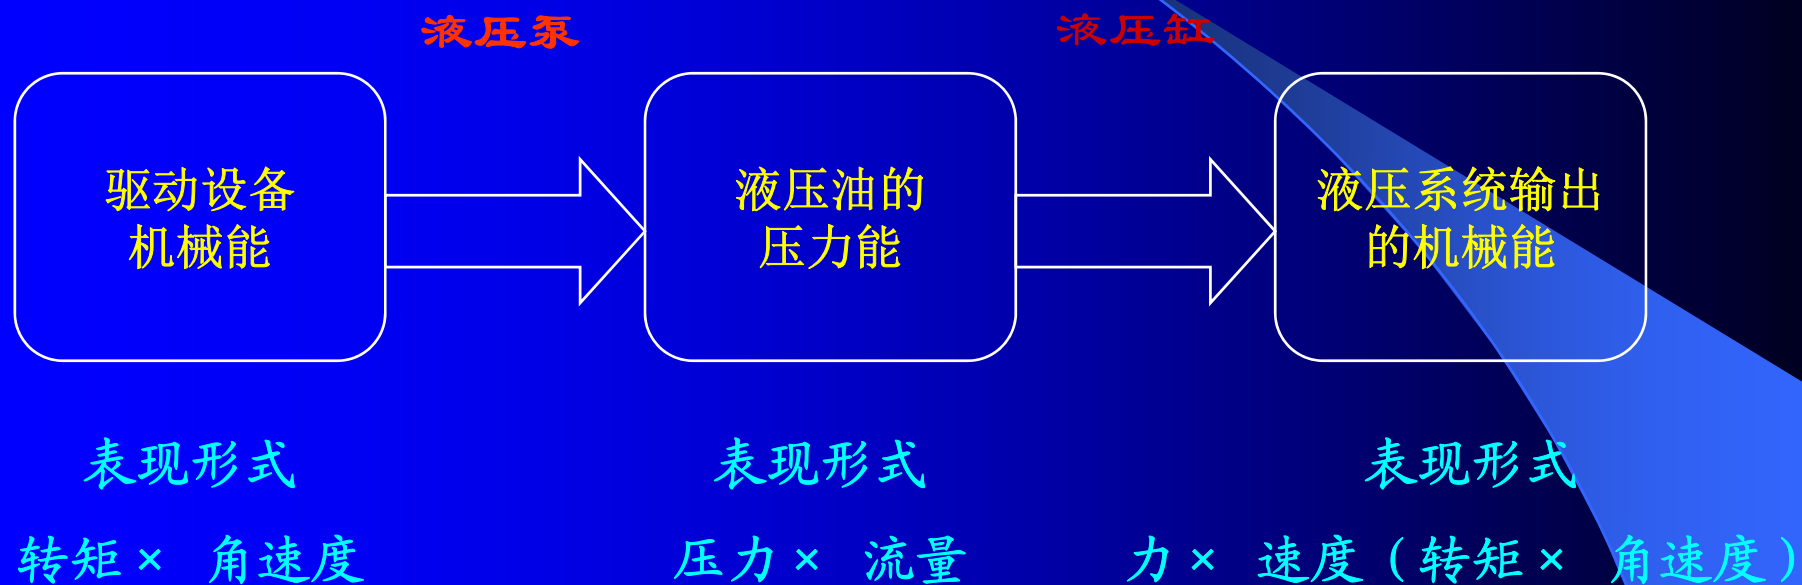 液压泵
液压缸
驱动设备
机械能
液压油的
压力能
液压系统输出
的机械能
表现形式
表现形式
表现形式
转矩× 角速度
压力× 流量
力× 速度(转矩× 角速度)